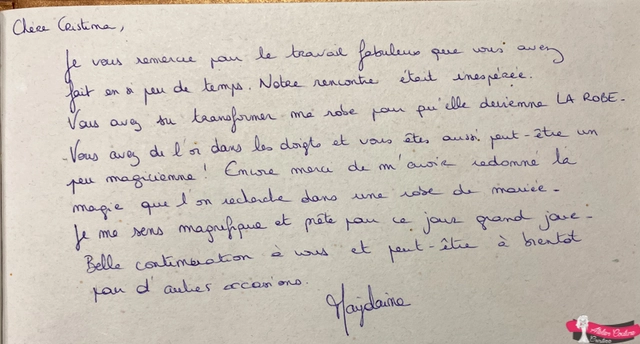 Chère Cristina,
Je vous remercie pour le travail fabuleux que vous avez
fait en si peu de temps. Notre rencontre était inespérée.
Vous avez su transformer ma robe pour qu'elle devienne LA ROBE.
Vous avez de l'or dans les doigts et vous êtes aussi peut-être un
peu magicienne ! Encore merci de m'avoir redonné la
magie que l'on recherche dans une robe de mariée.
Je me sens magnifique et prête pour ce jour grand jour.
Belle continuation à vous et peut-être à bientôt
pour d'autres occasions.
Atelier Couture